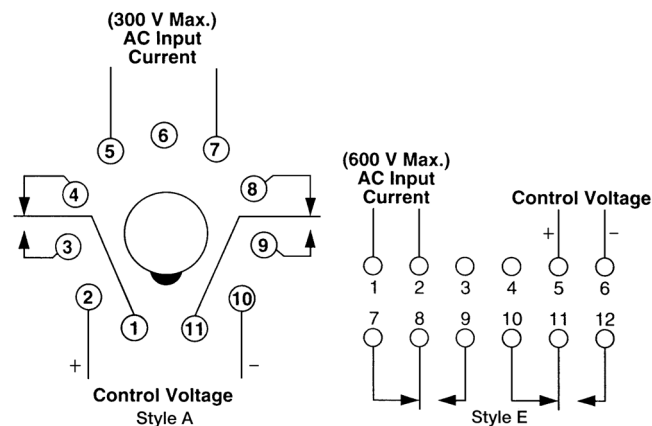 (300 V Max.)
AC Input
Current
5
6
7
4
8
3
9
2
10
1
11
+
−
Control Voltage
Style A
(600 V Max.)
AC Input
Current
Control Voltage
+
−
1 2 3 4 5 6
7 8 9 10 11 12
Style E